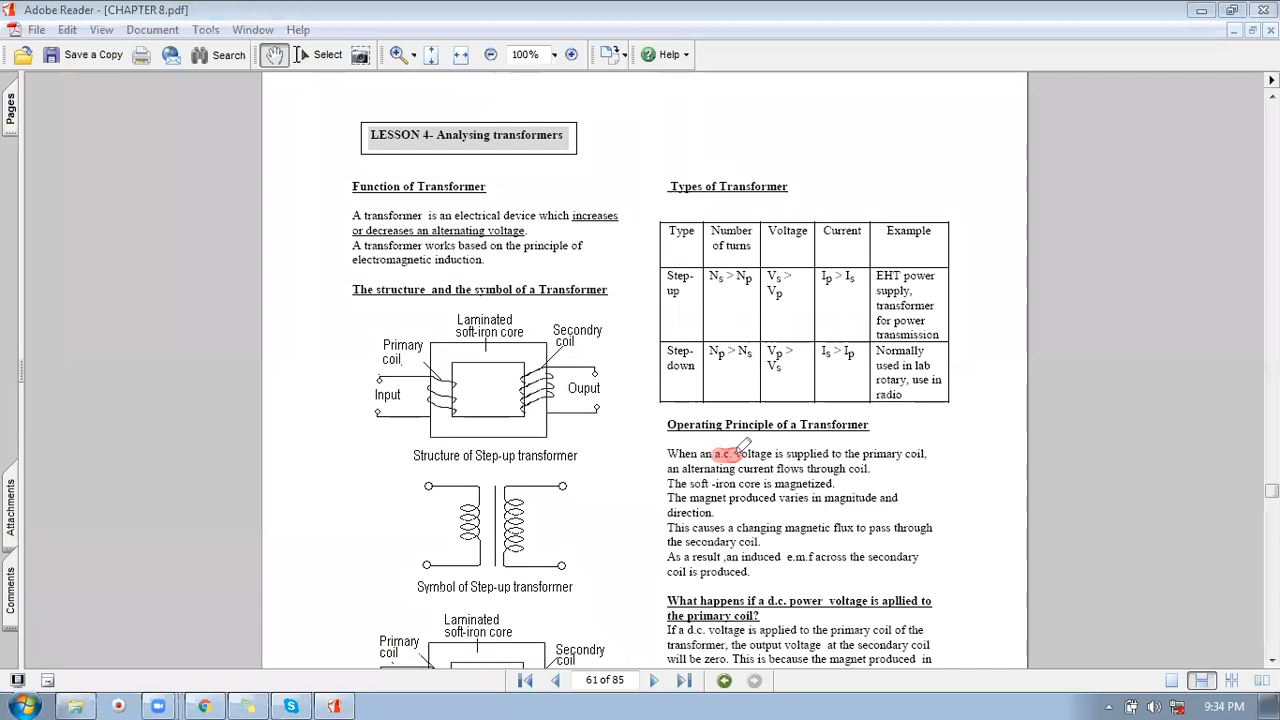 Adobe Reader - [CHAPTER 8.pdf]
File Edit View Document Tools Window Help
Save a Copy Search Select 100% Help
Pages
Attachments
Comments
LESSON 4- Analysing transformers
Function of Transformer
A transformer is an electrical device which increases
or decreases an alternating voltage.
A transformer works based on the principle of
electromagnetic induction.
The structure and the symbol of a Transformer
Laminated
soft-iron core
Secondry
coil
Primary
coil
Input
Ouput
Structure of Step-up transformer
Symbol of Step-up transformer
Laminated
soft-iron core
Primary
coil
Secondry
coil
Types of Transformer
Type Number of turns Voltage Current Example
Step-up Ns > Np Vs > Vp Ip > Is EHT power supply, transformer for power transmission
Step-down Np > Ns Vp > Vs Is > Ip Normally used in lab rotary, use in radio
Operating Principle of a Transformer
When an a.c. voltage is supplied to the primary coil,
an alternating current flows through coil.
The soft -iron core is magnetized.
The magnet produced varies in magnitude and
direction.
This causes a changing magnetic flux to pass through
the secondary coil.
As a result ,an induced e.m.f across the secondary
coil is produced.
What happens if a d.c. power voltage is apllied to
the primary coil?
If a d.c. voltage is applied to the primary coil of the
transformer, the output voltage at the secondary coil
will be zero. This is because the magnet produced in
61 of 85
9:34 PM